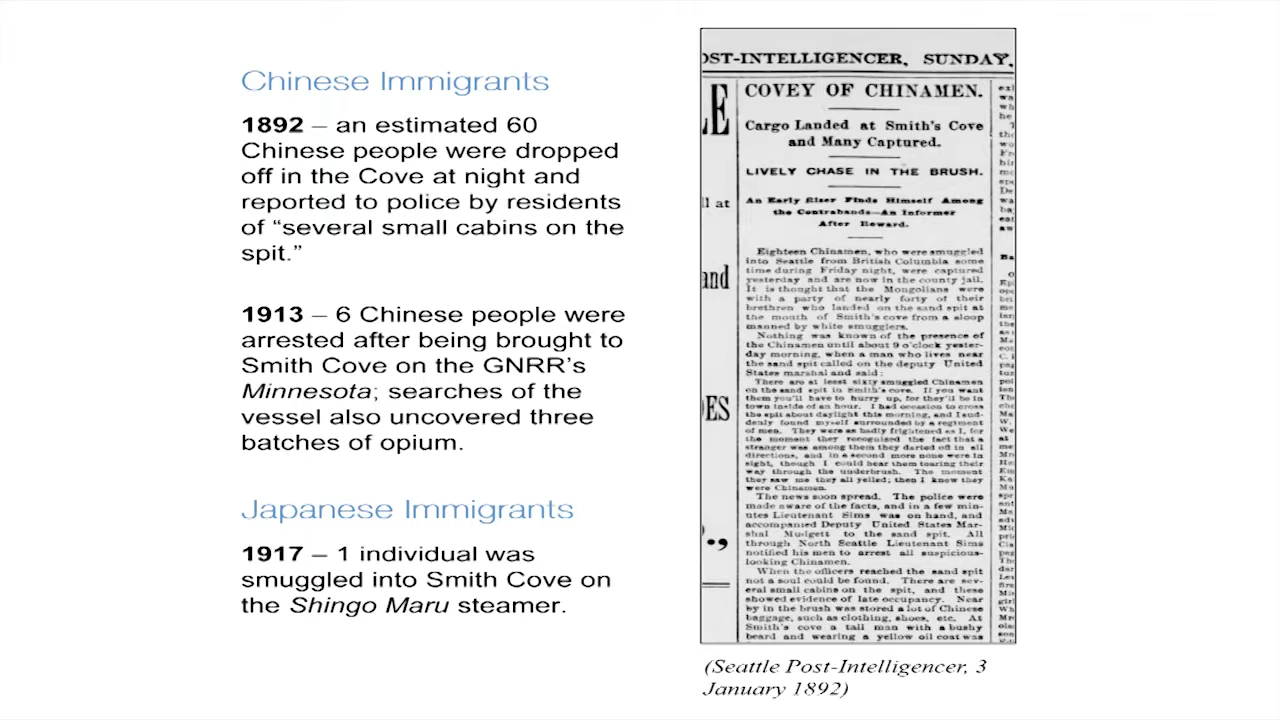 Chinese Immigrants
1892 – an estimated 60
Chinese people were dropped
off in the Cove at night and
reported to police by residents
of “several small cabins on the
spit.”
1913 – 6 Chinese people were
arrested after being brought to
Smith Cove on the GNRR’s
Minnesota; searches of the
vessel also uncovered three
batches of opium.
Japanese Immigrants
1917 – 1 individual was
smuggled into Smith Cove on
the Shingo Maru steamer.
OST-INTELLIGENCER, SUNDAY,
COVEY OF CHINAMEN.
Cargo Landed at Smith's Cove
and Many Captured.
LIVELY CHASE IN THE BRUSH.
An Early Riser Finds Himself Among
the Contrabands—An Informer
After Reward.
Eighteen Chinamen, who were smuggled
into Seattle from British Columbia some
time during Friday night, were captured
yesterday and are now in the county jail.
It is thought that the Mongolians were
with a party of nearly forty of their
brethren who landed on the sand spit at
the mouth of Smith's cove from a sloop
manned by white smugglers.
Nothing was known of the presence of
the Chinamen until about 9 o'clock yester-
day morning, when a man who lives near
the sand spit called on the deputy United
States marshal and said:
There are at least sixty smuggled Chinamen
on the sand spit in Smith's cove. If you want
them you'll have to hurry up, for they'll be in
town inside of an hour. I had occasion to cross
the spit about daylight this morning, and I sud-
denly found myself surrounded by a regiment
of men. They were as badly frightened as I, for
the moment they recognized the fact that a
stranger was among them they darted off in all
directions, and in a second more none were in
sight, though I could hear them tearing their
way through the underbrush. The moment
they saw me they all yelled; then I knew they
were Chinamen.
The news soon spread. The police were
made aware of the facts, and in a few min-
utes Lieutenant Sims was on hand, and
accompanied Deputy United States Mar-
shal Mudgett to the sand spit. All
through North Seattle Lieutenant Sims
notified his men to arrest all suspicious-
looking Chinamen.
When the officers reached the sand spit
not a soul could be found. There are sev-
eral small cabins on the spit, and these
showed evidence of late occupancy. Near
by in the brush was stored a lot of Chinese
baggage, such as clothing, shoes, etc. At
Smith's cove a tall man with a bushy
beard and wearing a yellow oil coat was
(Seattle Post-Intelligencer, 3
January 1892)